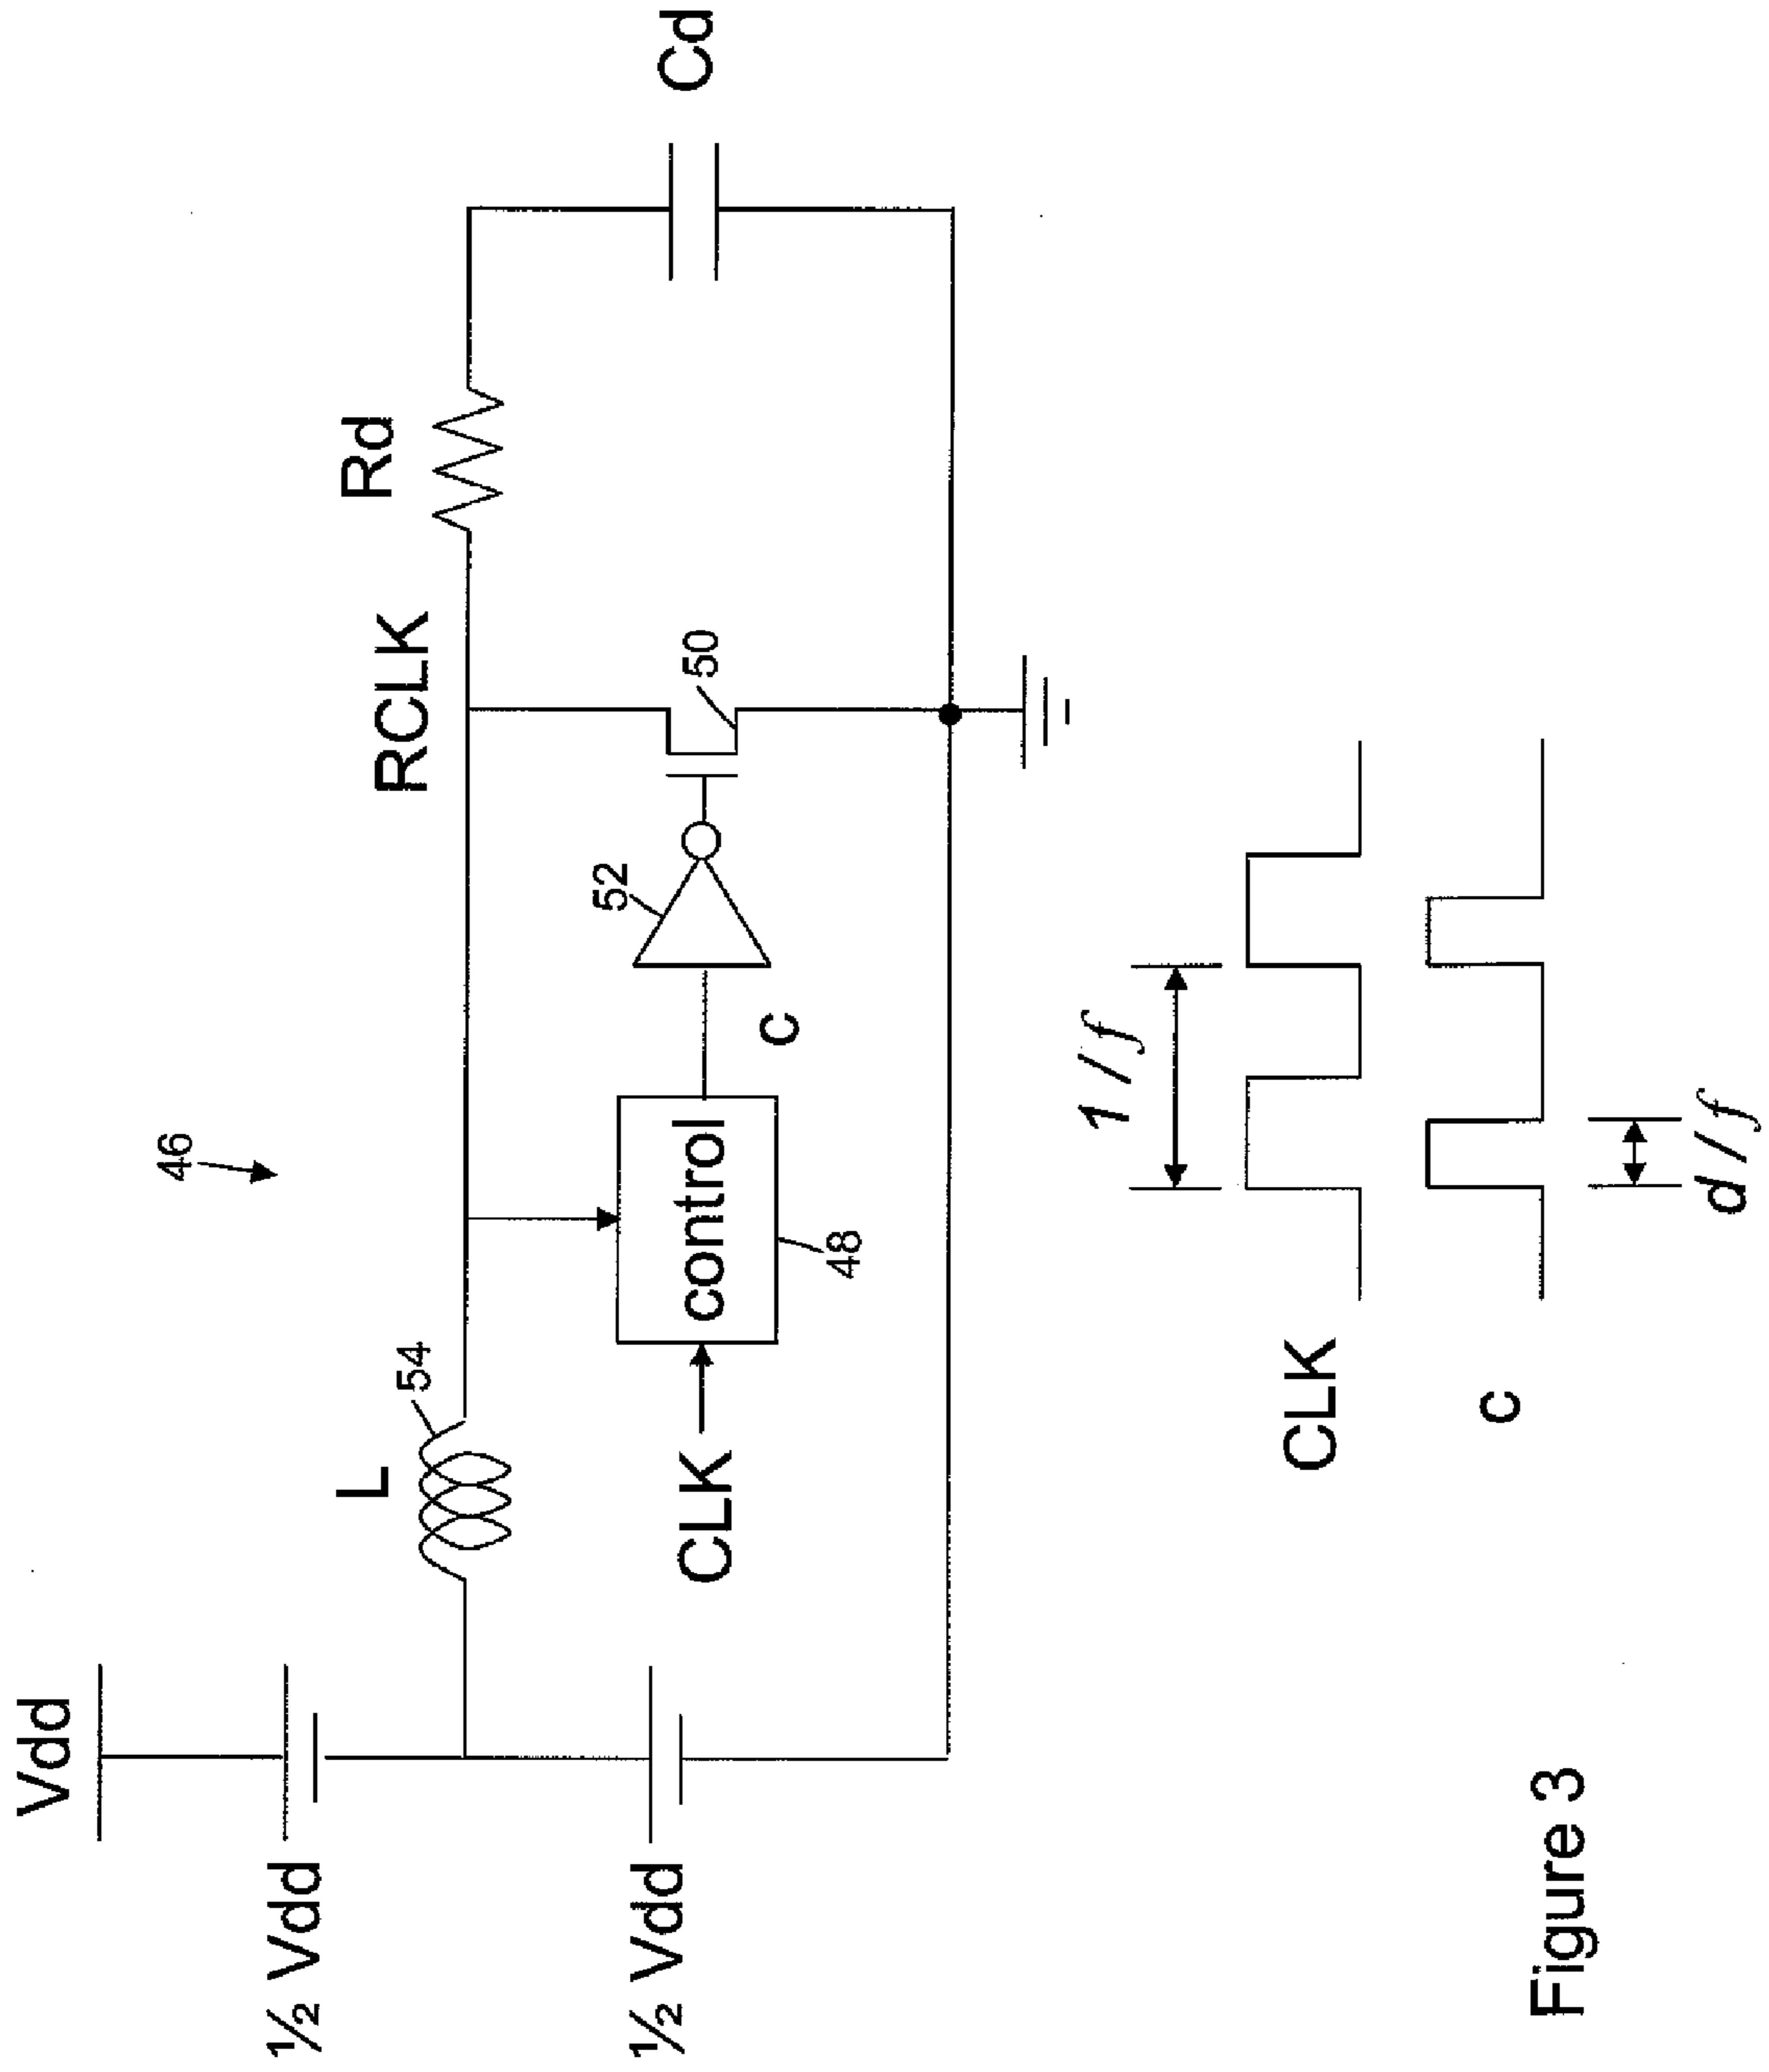 Vdd
½ Vdd
½ Vdd
L
54
46
RCLK
Rd
Cd
CLK
control
48
c
52
50
CLK
1/f
c
d/f
Figure 3